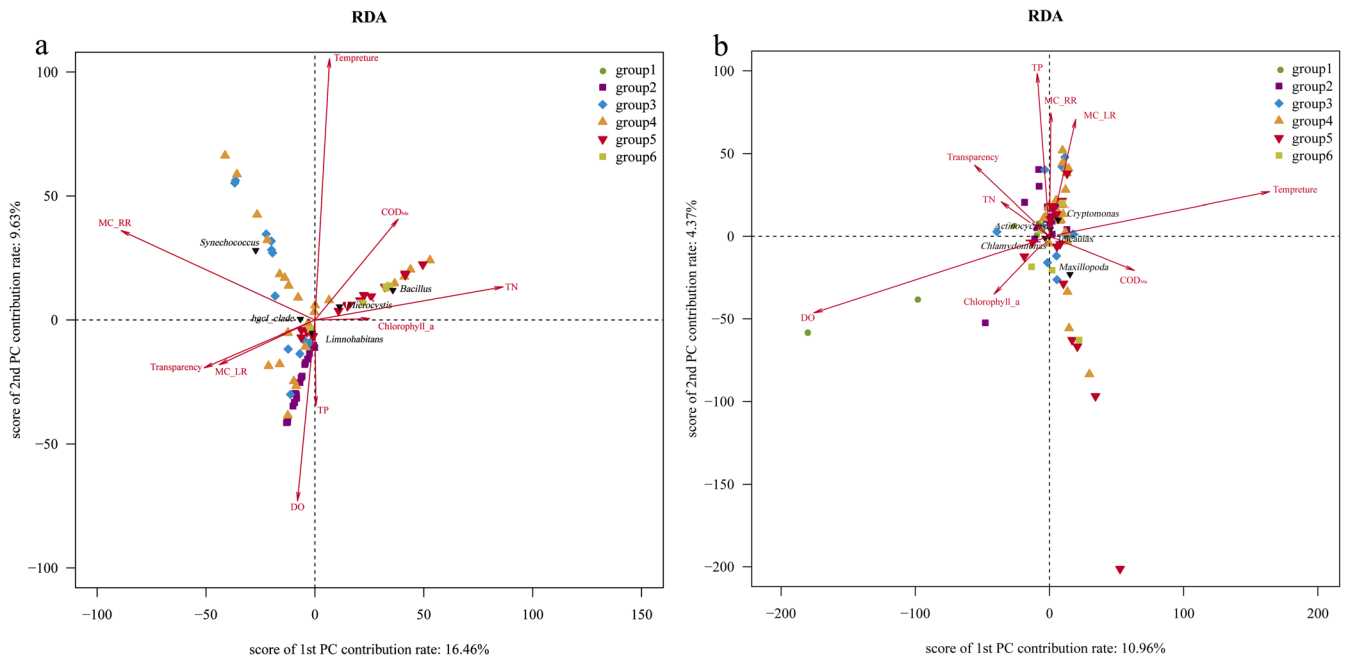 RDA
a
Tempreture
100
group1
group2
group3
group4
group5
group6
50
COD
MC_RR
Synechococcus
Bacillus
TN
Microcystis
hgcI_clade
0
Chlorophyll_a
Limnohabitans
Transparency
MC_LR
TP
−50
DO
−100
−100
−50
0
50
100
150
score of 1st PC contribution rate: 16.46%
score of 2nd PC contribution rate: 9.63%
RDA
b
TP
100
group1
group2
group3
group4
group5
group6
MC_RR
MC_LR
50
Transparency
Tempreture
TN
Cryptomonas
0
Chlamydomonas
Maxillopoda
COD
Chlorophyll_a
DO
−50
−100
−150
−200
−200
−100
0
100
200
score of 1st PC contribution rate: 10.96%
score of 2nd PC contribution rate: 4.37%